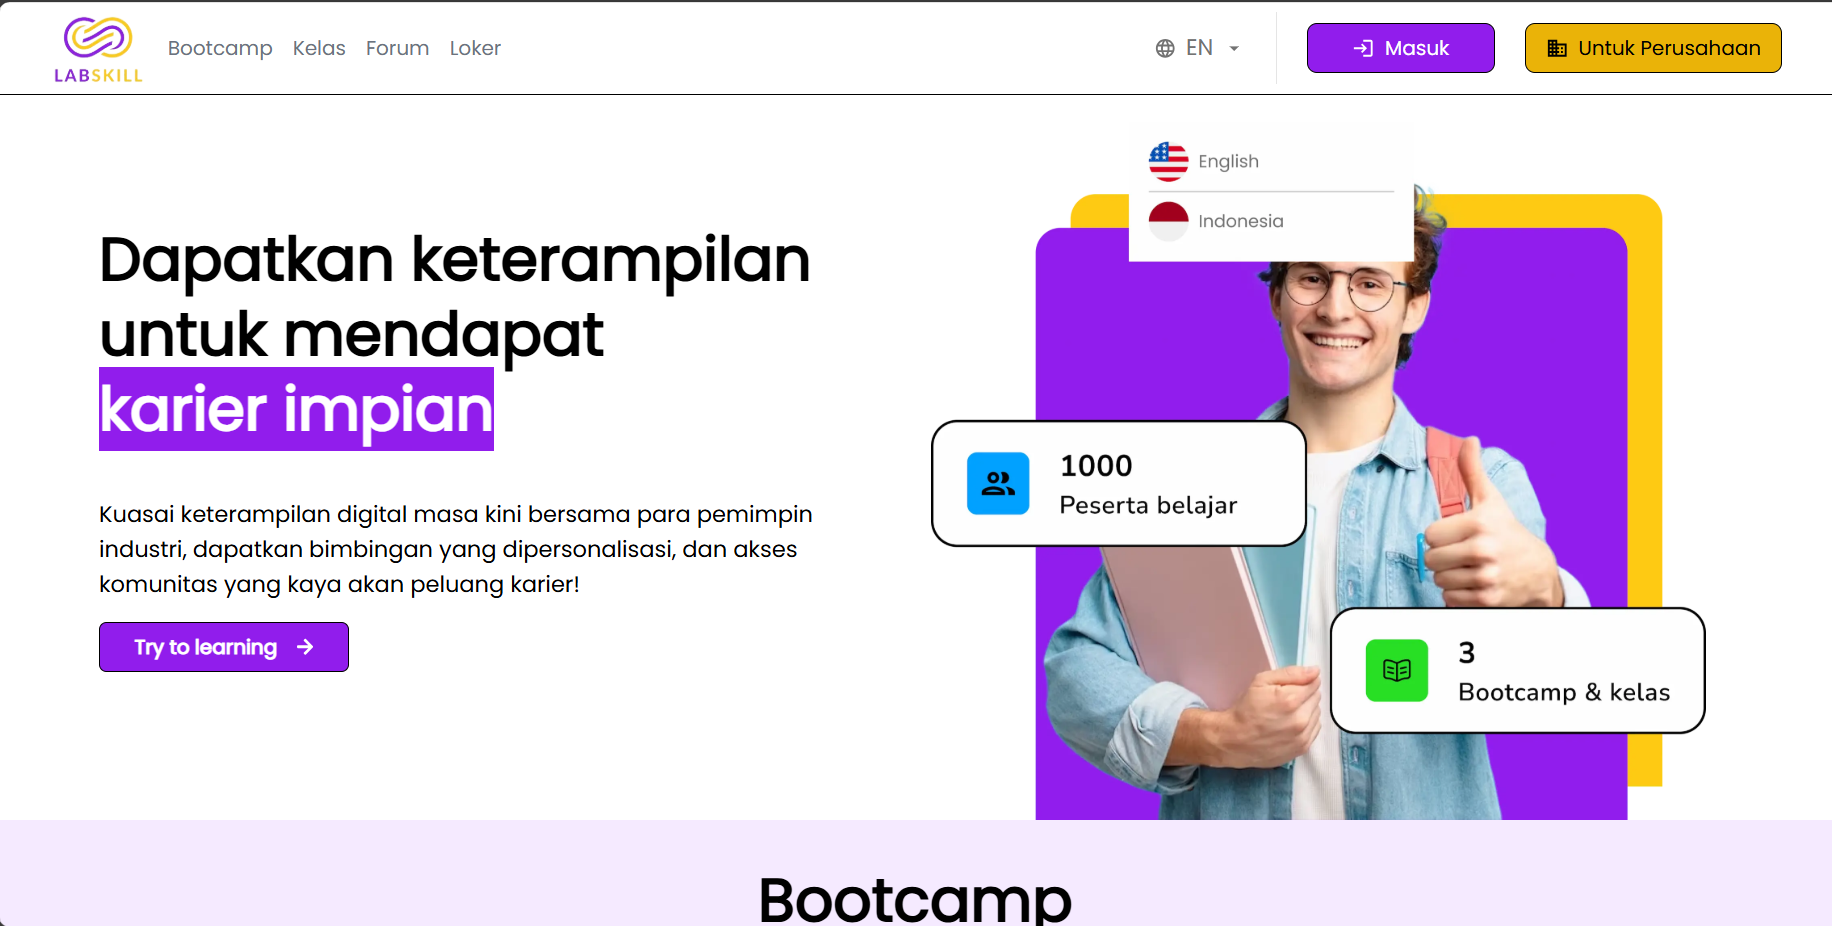 LABSKILL
Bootcamp Kelas Forum Loker
EN
Masuk
Untuk Perusahaan
English
Indonesia
Dapatkan keterampilan
untuk mendapat
karier impian
Kuasai keterampilan digital masa kini bersama para pemimpin
industri, dapatkan bimbingan yang dipersonalisasi, dan akses
komunitas yang kaya akan peluang karier!
Try to learning
1000
Peserta belajar
3
Bootcamp & kelas
Bootcamp